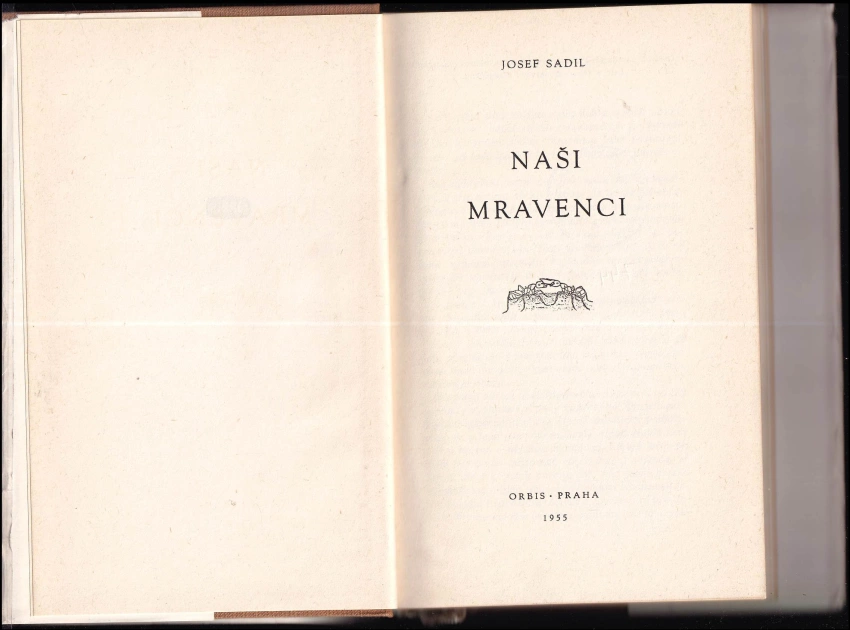 JOSEF SADIL
NAŠI
MRAVENCI
ORBIS · PRAHA
1955